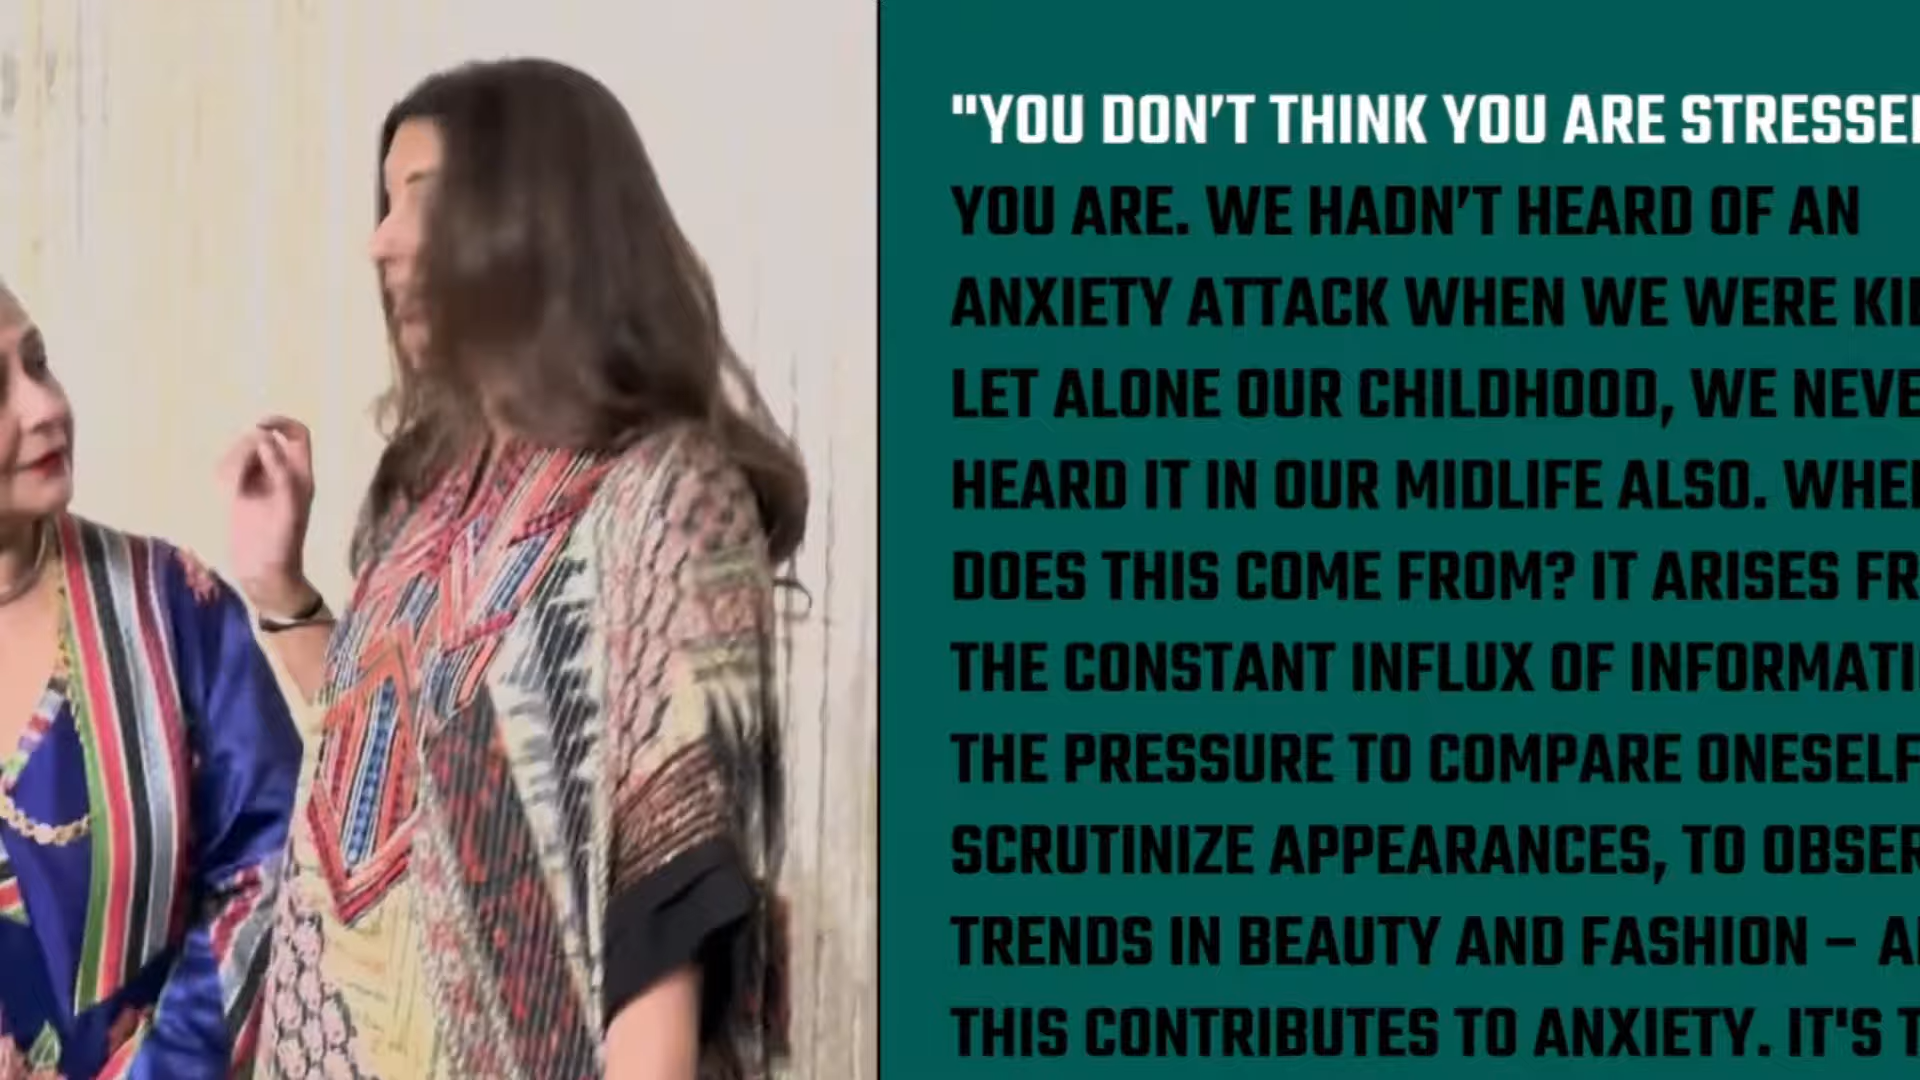 "YOU DON’T THINK YOU ARE
YOU ARE. WE HADN’T HEARD OF AN
ANXIETY ATTACK WHEN WE WERE
LET ALONE OUR CHILDHOOD, WE
HEARD IT IN OUR MIDLIFE ALSO.
DOES THIS COME FROM? IT ARISES
THE CONSTANT INFLUX OF
THE PRESSURE TO COMPARE ONESELF
SCRUTINIZE APPEARANCES, TO
TRENDS IN BEAUTY AND FASHION –
THIS CONTRIBUTES TO ANXIETY. IT'S